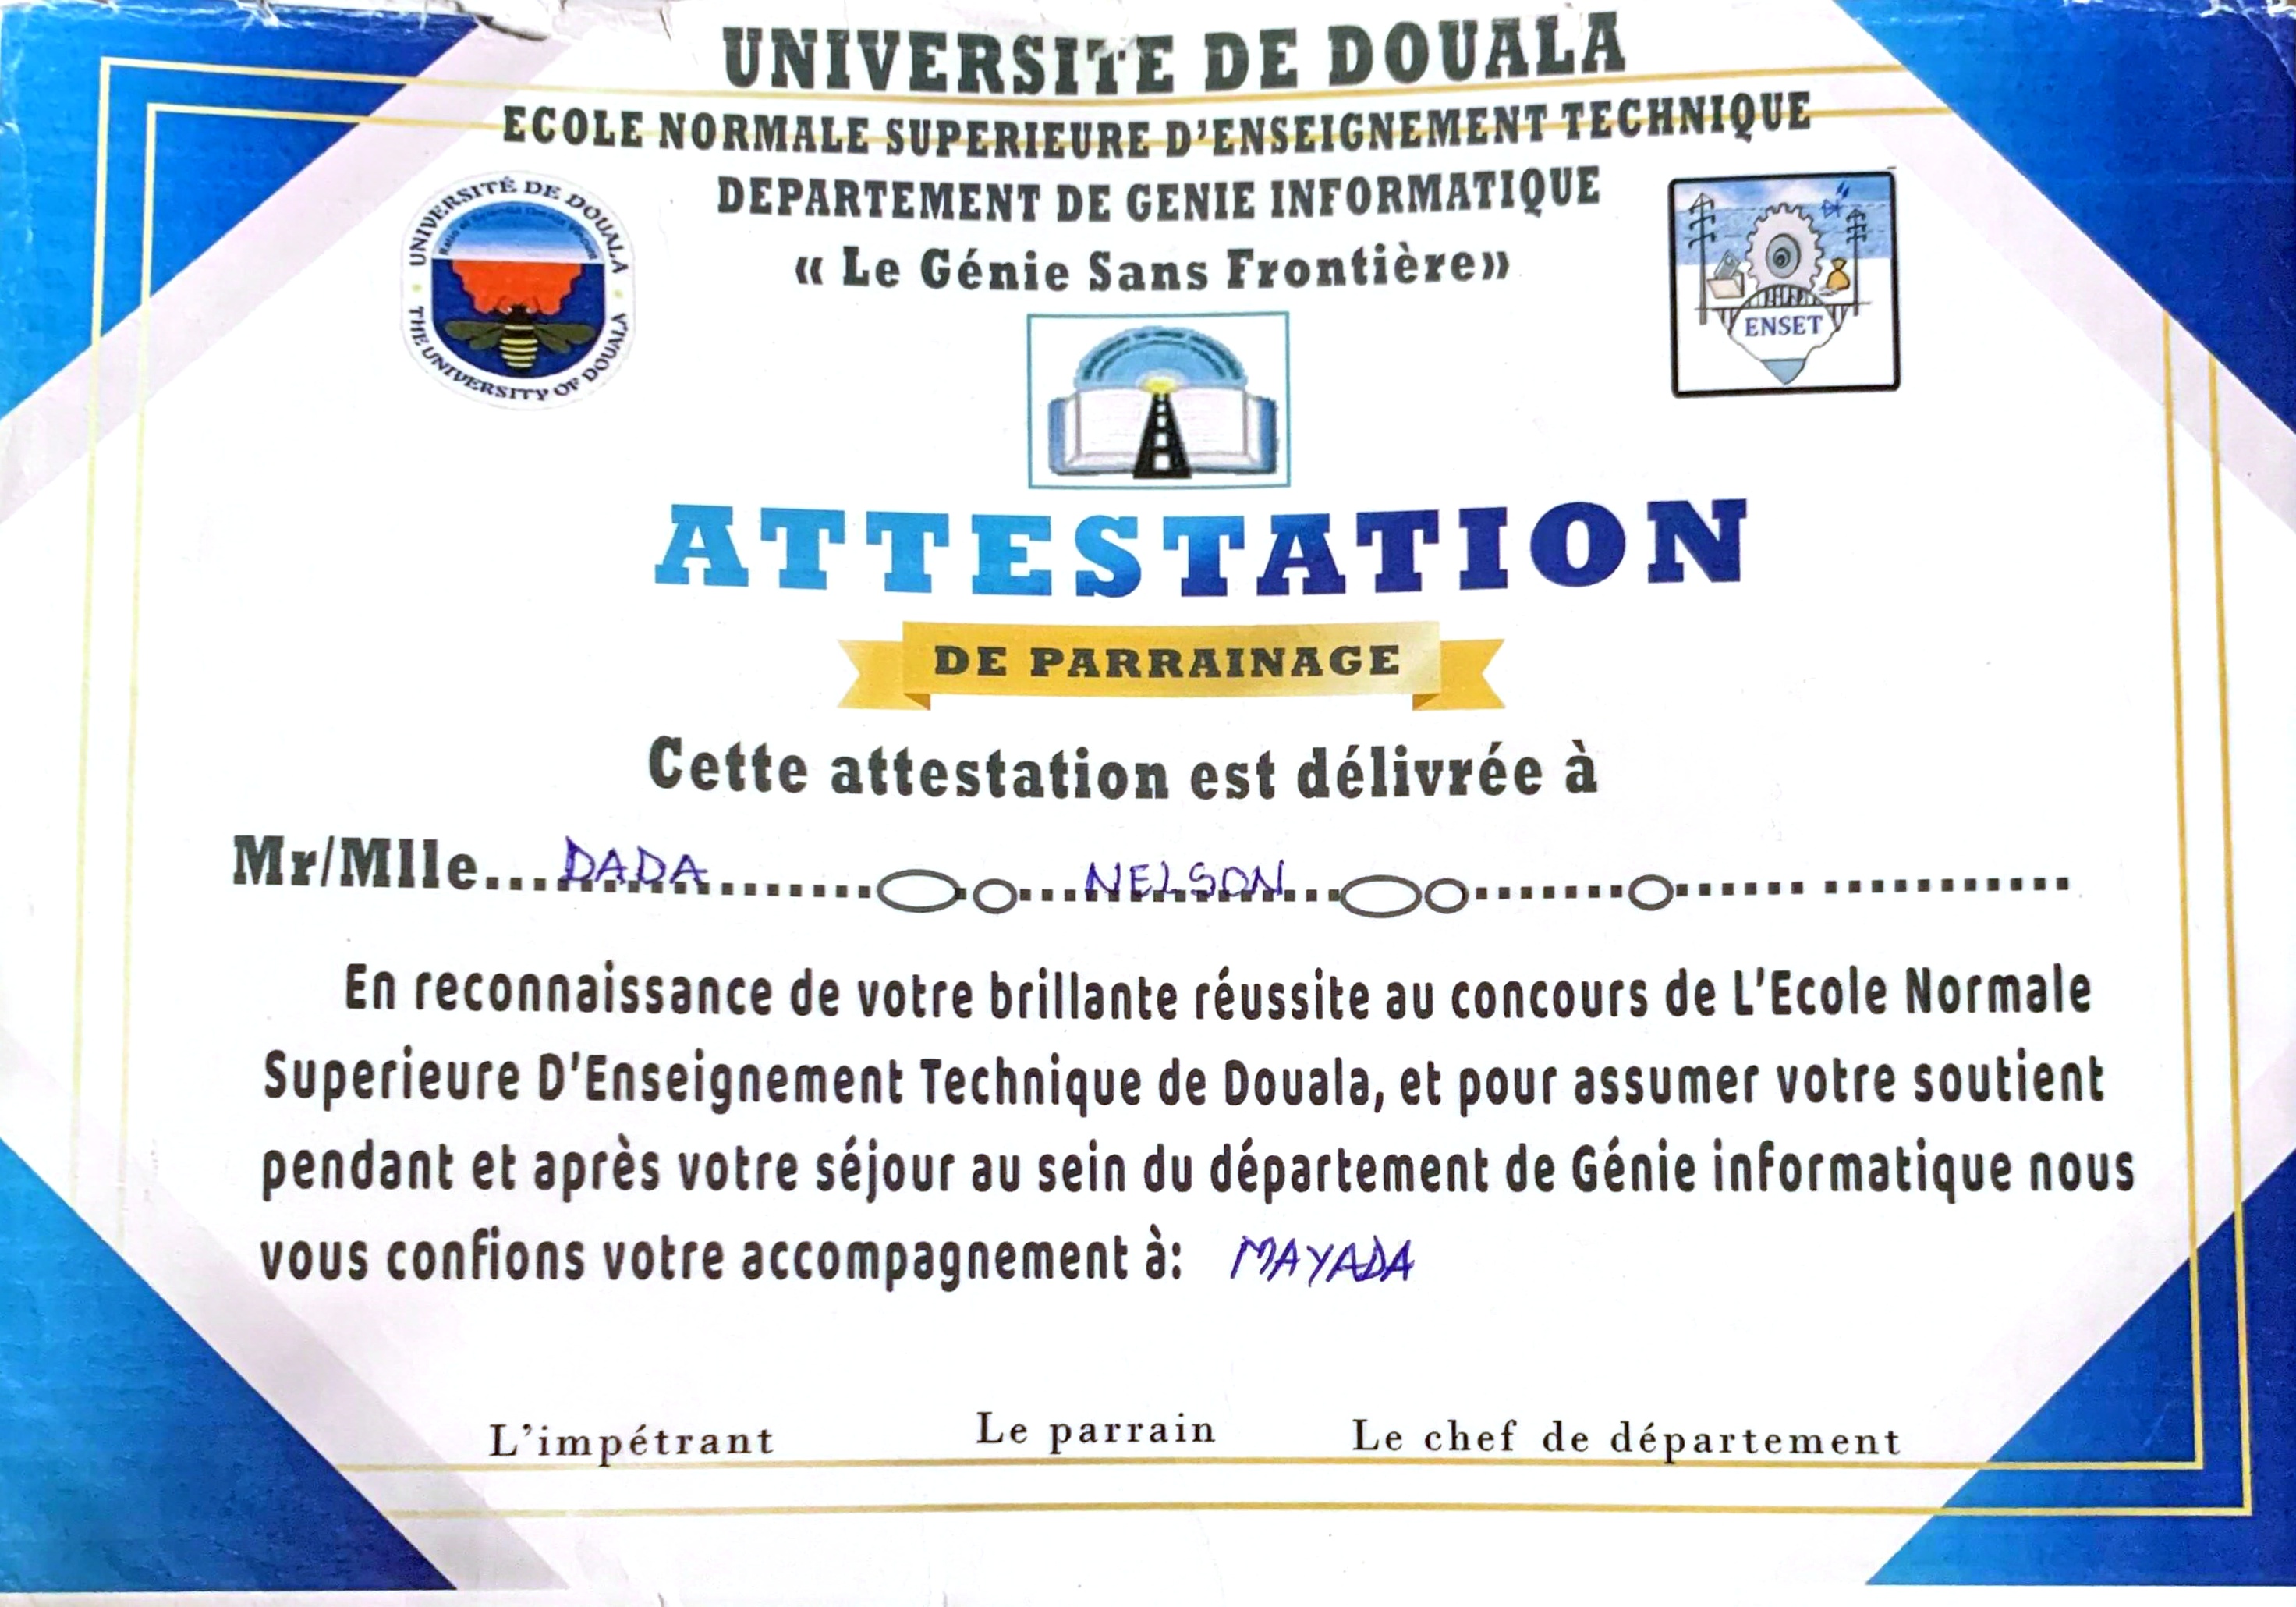 UNIVERSITE DE DOUALA
ECOLE NORMALE SUPERIEURE D'ENSEIGNEMENT TECHNIQUE
DEPARTEMENT DE GENIE INFORMATIQUE
« Le Génie Sans Frontière»
UNIVERSITÉ DE DOUALA
THE UNIVERSITY OF DOUALA
ENSET
ATTESTATION
DE PARRAINAGE
Cette attestation est délivrée à
Mr/Mlle... DADA NELSON
En reconnaissance de votre brillante réussite au concours de L'Ecole Normale
Superieure D'Enseignement Technique de Douala, et pour assumer votre soutient
pendant et après votre séjour au sein du département de Génie informatique nous
vous confions votre accompagnement à: MAYADA
L'impétrant Le parrain Le chef de département